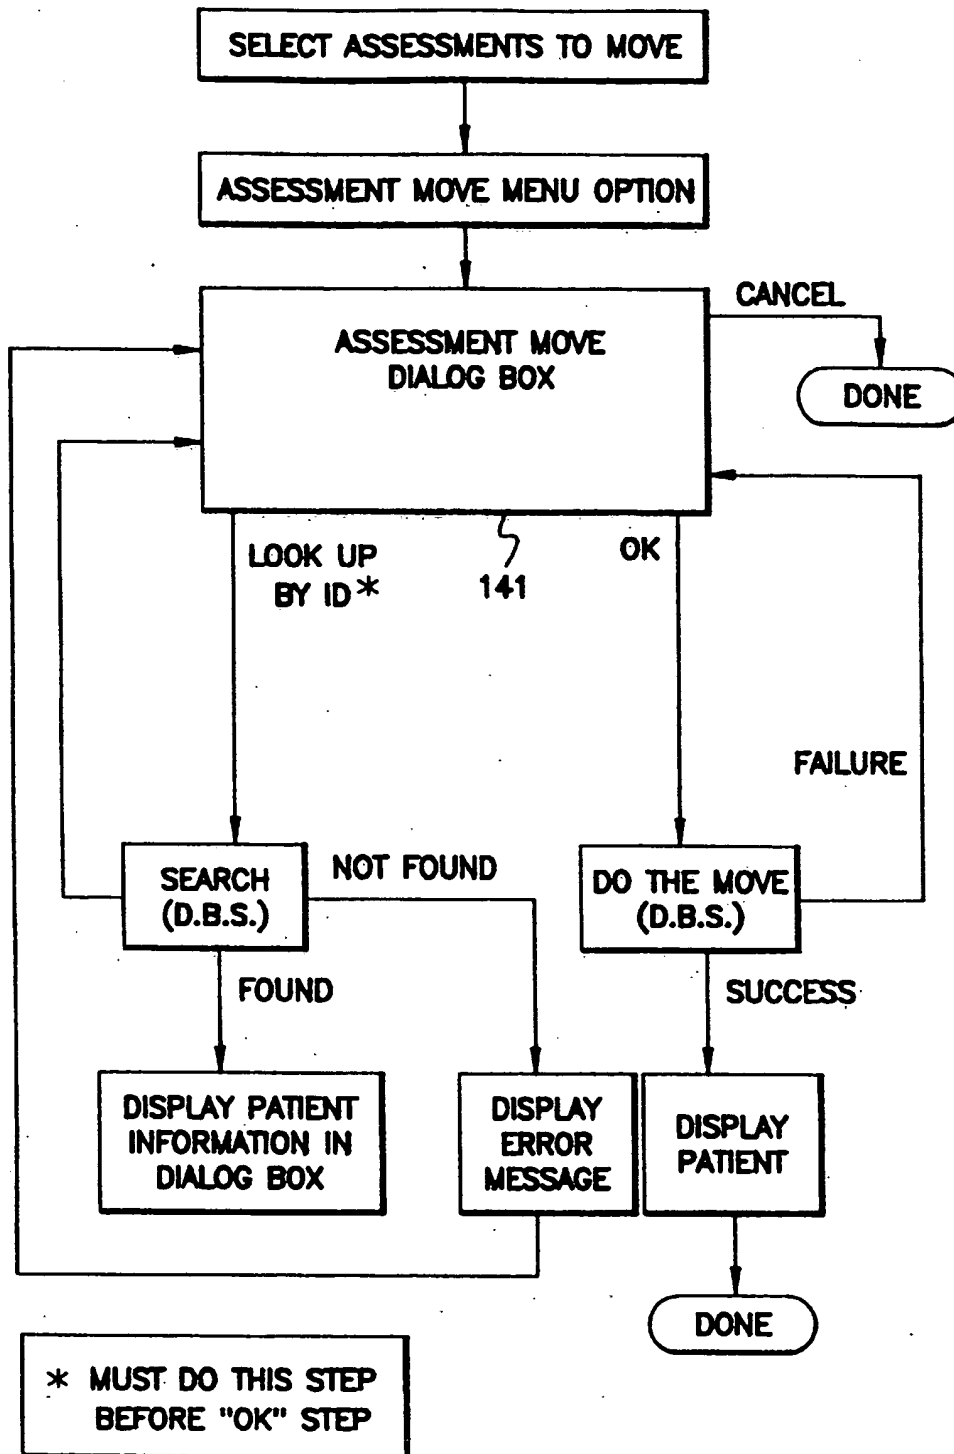 SELECT ASSESSMENTS TO MOVE
ASSESSMENT MOVE MENU OPTION
CANCEL
ASSESSMENT MOVE
DIALOG BOX
DONE
LOOK UP
BY ID*
141
OK
FAILURE
SEARCH
(D.B.S.)
NOT FOUND
DO THE MOVE
(D.B.S.)
FOUND
SUCCESS
DISPLAY PATIENT
INFORMATION IN
DIALOG BOX
DISPLAY
ERROR
MESSAGE
DISPLAY
PATIENT
DONE
* MUST DO THIS STEP
BEFORE "OK" STEP